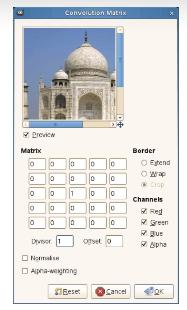 Convolution Matrix
Preview
Matrix
0 0 0 0 0
0 0 0 0 0
0 0 1 0 0
0 0 0 0 0
0 0 0 0 0
Divisor: 1 Offset: 0
Normalise
Alpha-weighting
Border
Extend
Wrap
Crop
Channels
Red
Green
Blue
Alpha
Reset Cancel OK